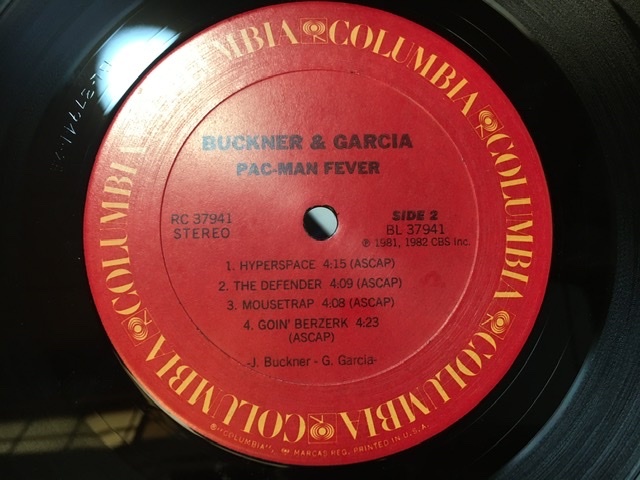 COLUMBIA COLUMBIA COLUMBIA COLUMBIA COLUMBIA COLUMBIA
BUCKNER & GARCIA
PAC-MAN FEVER
RC 37941
STEREO
SIDE 2
BL 37941
℗ 1981, 1982 CBS Inc.
1. HYPERSPACE 4:15 (ASCAP)
2. THE DEFENDER 4:09 (ASCAP)
3. MOUSETRAP 4:08 (ASCAP)
4. GOIN' BERZERK 4:23
(ASCAP)
-J. Buckner - G. Garcia-
® "COLUMBIA", MARCAS REG. PRINTED IN U.S.A.